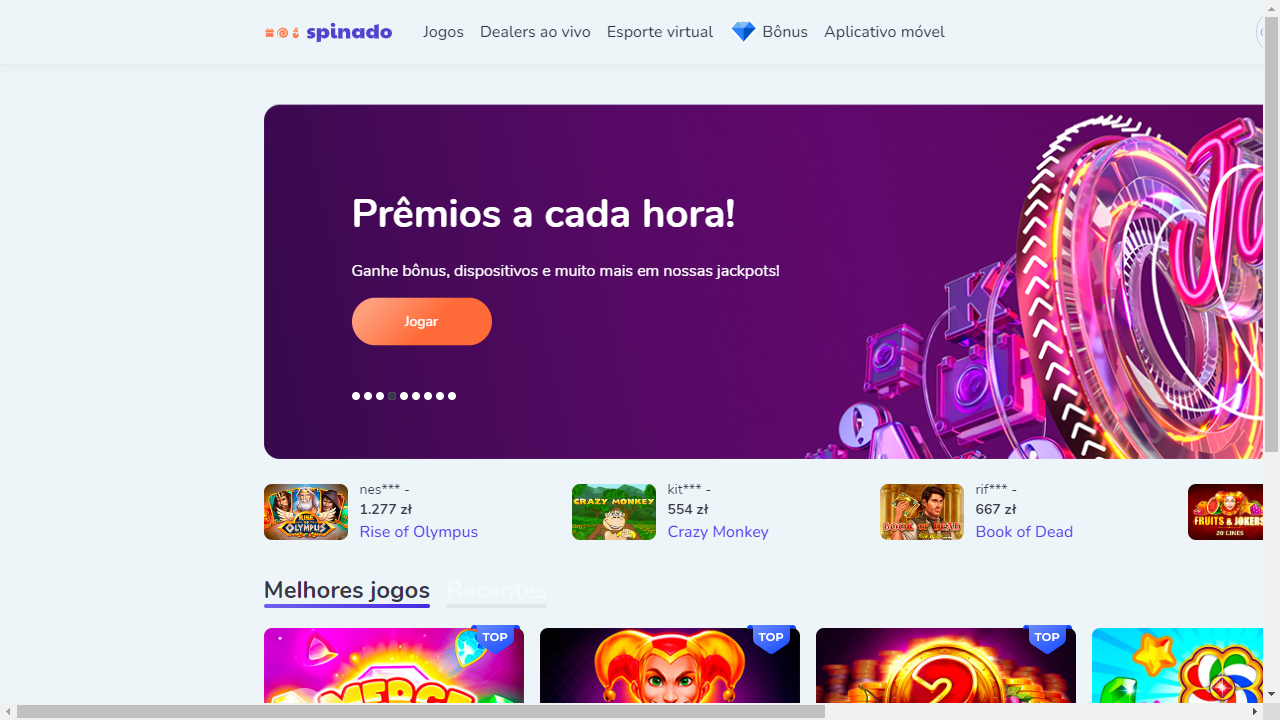 spinado
Jogos
Dealers ao vivo
Esporte virtual
Bônus
Aplicativo móvel
Prêmios a cada hora!
Ganhe bônus, dispositivos e muito mais em nossas jackpots!
Jogar
K
A
RISE OF OLYMPUS
nes*** -
1.277 zł
Rise of Olympus
CRAZY MONKEY
kit*** -
554 zł
Crazy Monkey
BOOK OF DEAD
rif*** -
667 zł
Book of Dead
FRUITS & JOKERS
20 LINES
Melhores jogos
Recentes
TOP
TOP
TOP
MERGE
2